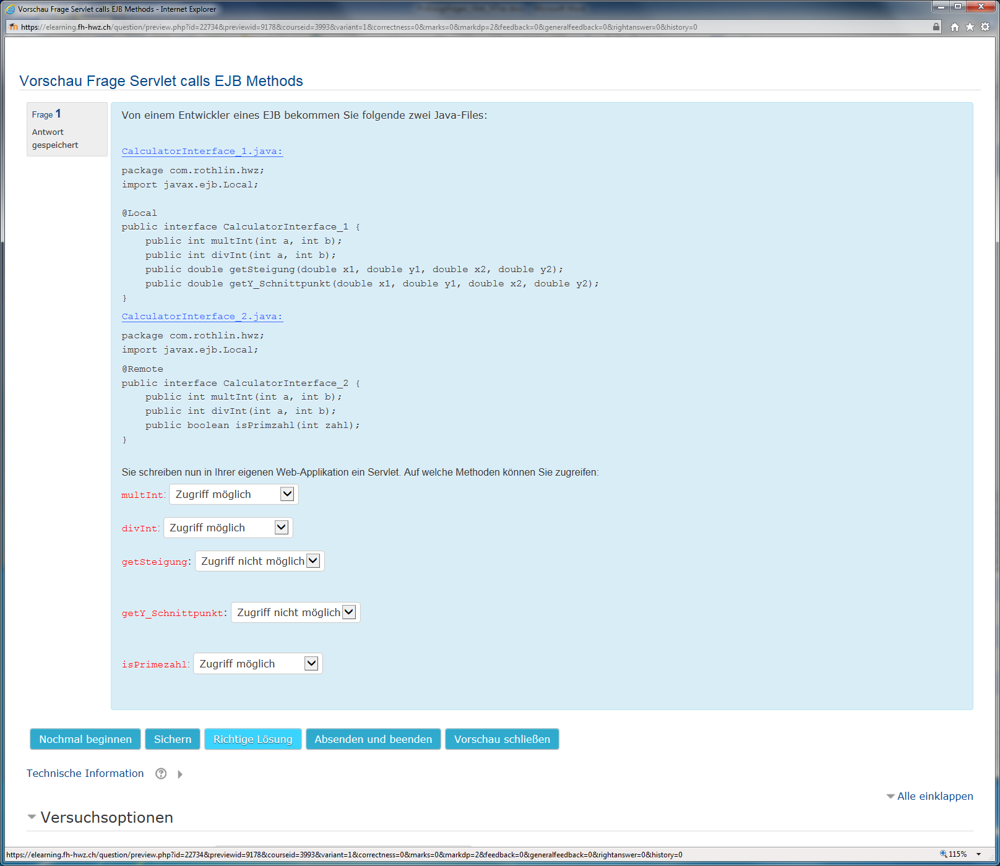 Vorschau Frage Servlet calls EJB Methods - Internet Explorer
https://elearning.fh-hwz.ch/question/preview.php?id=22734&previewid=9178&courseid=3993&variant=1&correctness=0&marks=0&markdp=2&feedback=0&generalfeedback=0&rightanswer=0&history=0
Vorschau Frage Servlet calls EJB Methods
Frage 1
Antwort
gespeichert
Von einem Entwickler eines EJB bekommen Sie folgende zwei Java-Files:
CalculatorInterface_1.java:
package com.rothlin.hwz;
import javax.ejb.Local;
@Local
public interface CalculatorInterface_1 {
public int multInt(int a, int b);
public int divInt(int a, int b);
public double getSteigung(double x1, double y1, double x2, double y2);
public double getY_Schnittpunkt(double x1, double y1, double x2, double y2);
}
CalculatorInterface_2.java:
package com.rothlin.hwz;
import javax.ejb.Local;
@Remote
public interface CalculatorInterface_2 {
public int multInt(int a, int b);
public int divInt(int a, int b);
public boolean isPrimzahl(int zahl);
}
Sie schreiben nun in Ihrer eigenen Web-Applikation ein Servlet. Auf welche Methoden können Sie zugreifen:
multInt: Zugriff möglich
divInt: Zugriff möglich
getSteigung: Zugriff nicht möglich
getY_Schnittpunkt: Zugriff nicht möglich
isPrimezahl: Zugriff möglich
Nochmal beginnen Sichern Richtige Lösung Absenden und beenden Vorschau schließen
Technische Information ?
Alle einklappen
Versuchsoptionen
https://elearning.fh-hwz.ch/question/preview.php?id=22734&previewid=9178&courseid=3993&variant=1&correctness=0&marks=0&markdp=2&feedback=0&generalfeedback=0&rightanswer=0&history=0
115%